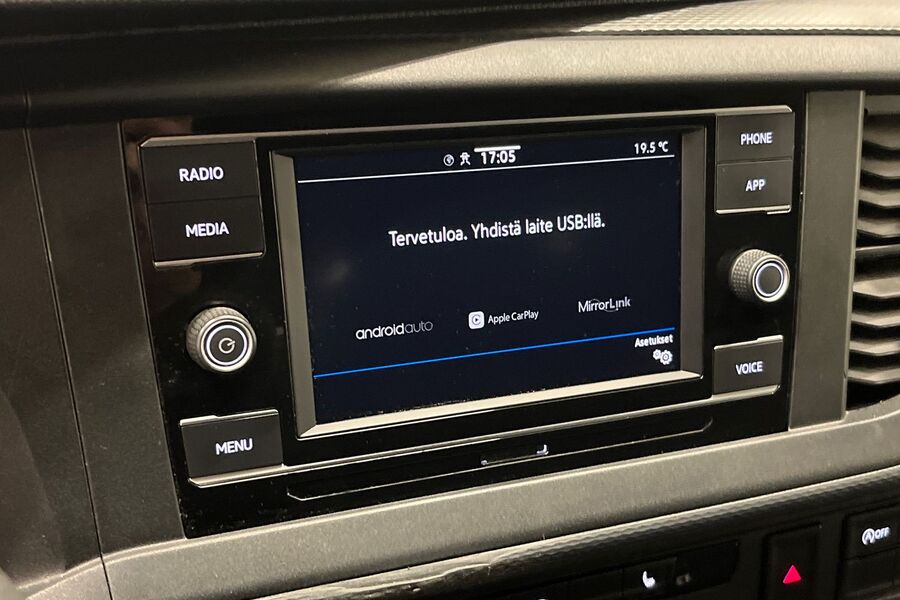 17:05
19.5 °C
RADIO
MEDIA
PHONE
APP
Tervetuloa. Yhdistä laite USB:llä.
androidauto
Apple CarPlay
MirrorLink
Asetukset
VOICE
MENU
A OFF